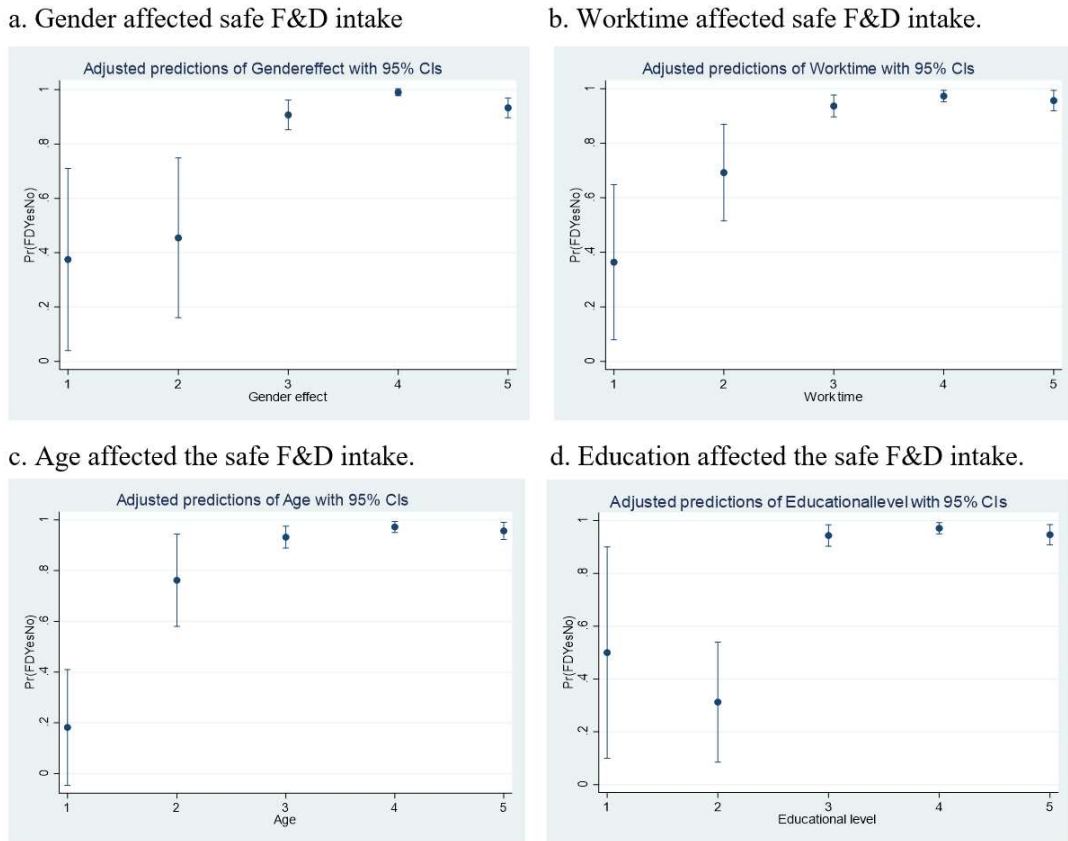 a. Gender affected safe F&D intake
Adjusted predictions of Gendereffect with 95% CIs
Pr(FDYesNo)
1
.8
.6
.4
.2
0
1 2 3 4 5
Gender effect
b. Worktime affected safe F&D intake.
Adjusted predictions of Worktime with 95% CIs
Pr(FDYesNo)
1
.8
.6
.4
.2
0
1 2 3 4 5
Work time
c. Age affected the safe F&D intake.
Adjusted predictions of Age with 95% CIs
Pr(FDYesNo)
1
.8
.6
.4
.2
0
1 2 3 4 5
Age
d. Education affected the safe F&D intake.
Adjusted predictions of Educationallevel with 95% CIs
Pr(FDYesNo)
1
.8
.6
.4
.2
0
1 2 3 4 5
Educational level